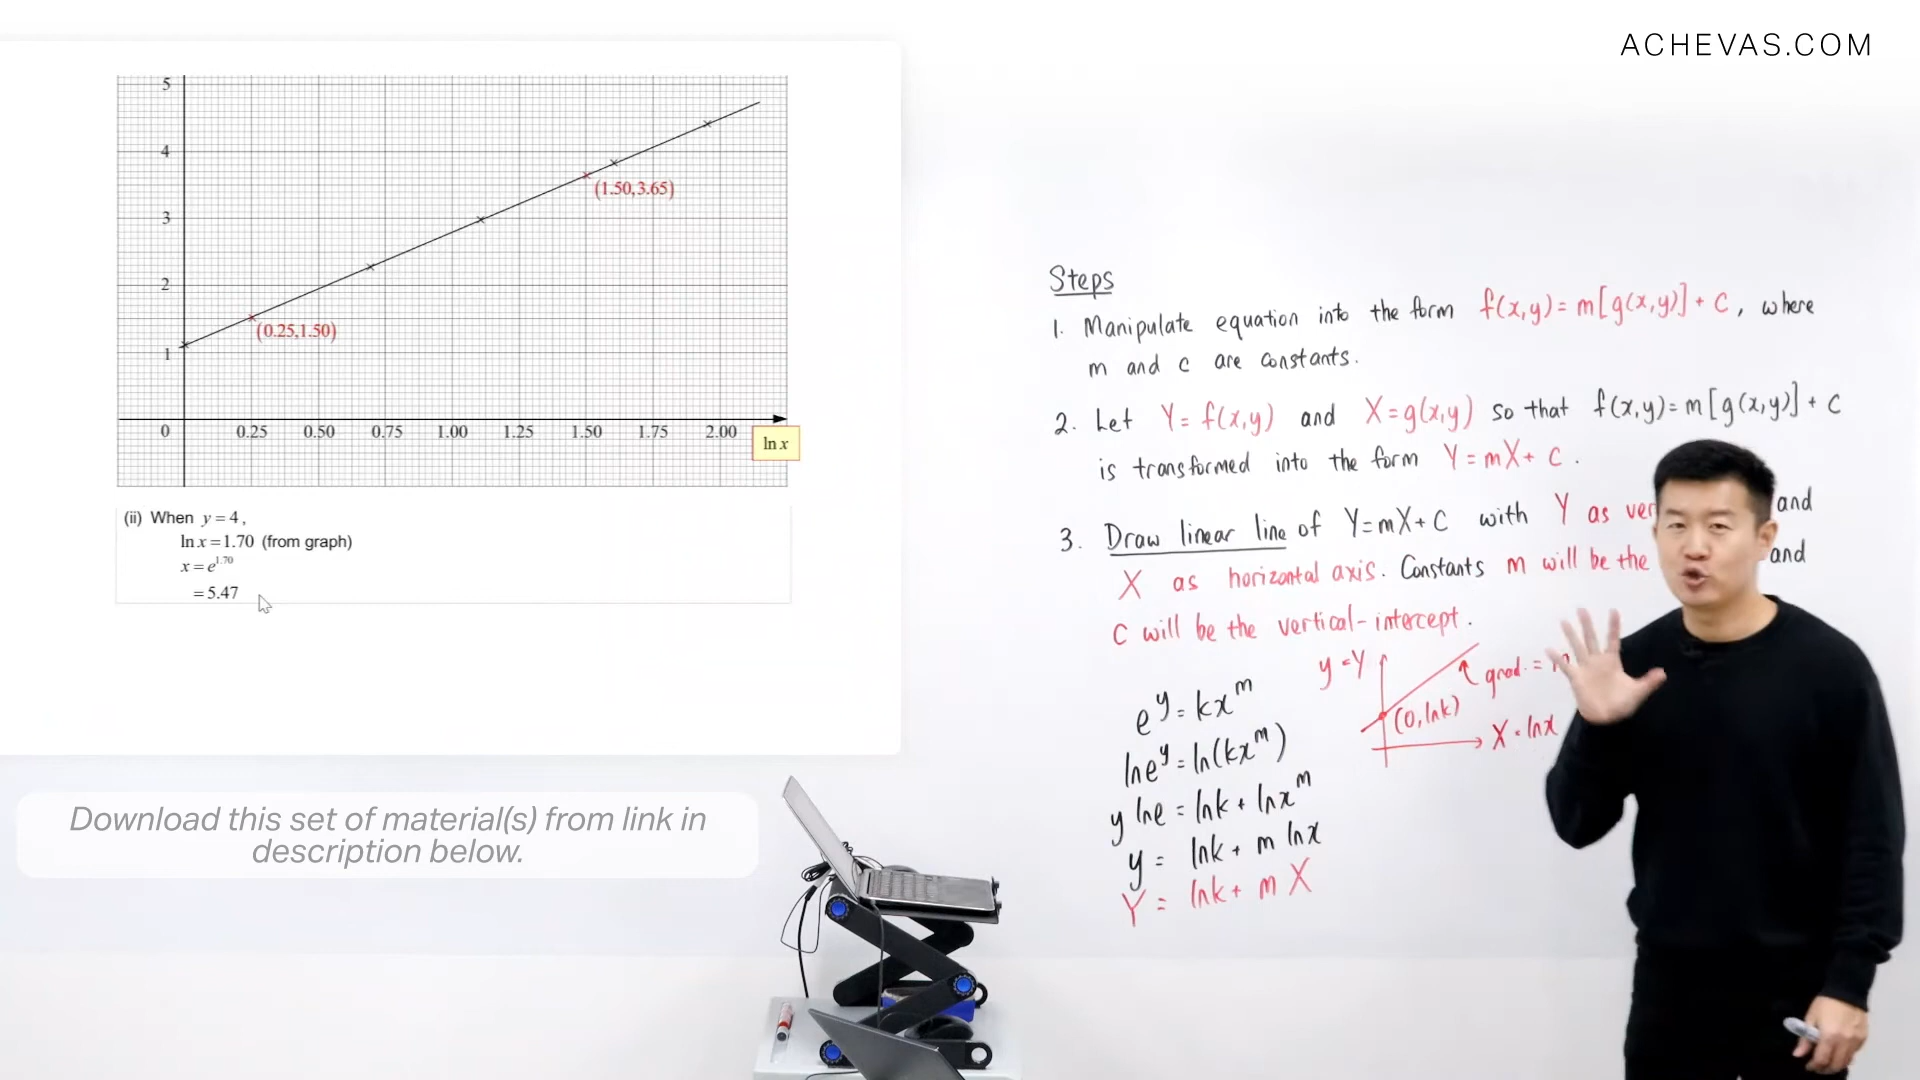 ACHEVAS.COM
5
4
3
2
1
0 0.25 0.50 0.75 1.00 1.25 1.50 1.75 2.00
ln x
(1.50,3.65)
(0.25,1.50)
(ii) When y = 4 ,
ln x = 1.70 (from graph)
x = e^1.70
= 5.47
Download this set of material(s) from link in
description below.
Steps
1. Manipulate equation into the form f(x,y) = m[g(x,y)] + c, where
m and c are constants.
2. Let Y = f(x,y) and X = g(x,y) so that f(x,y) = m[g(x,y)] + c
is transformed into the form Y = mX + c .
3. Draw linear line of Y = mX + c with Y as and
X as horizontal axis. Constants m will be the and
c will be the vertical-intercept.
y = Y
grad. =
(0, lnk)
X = lnx
e^y = kx^m
ln e^y = ln(kx^m)
y ln e = lnk + lnx^m
y = lnk + m lnx
Y = lnk + m X